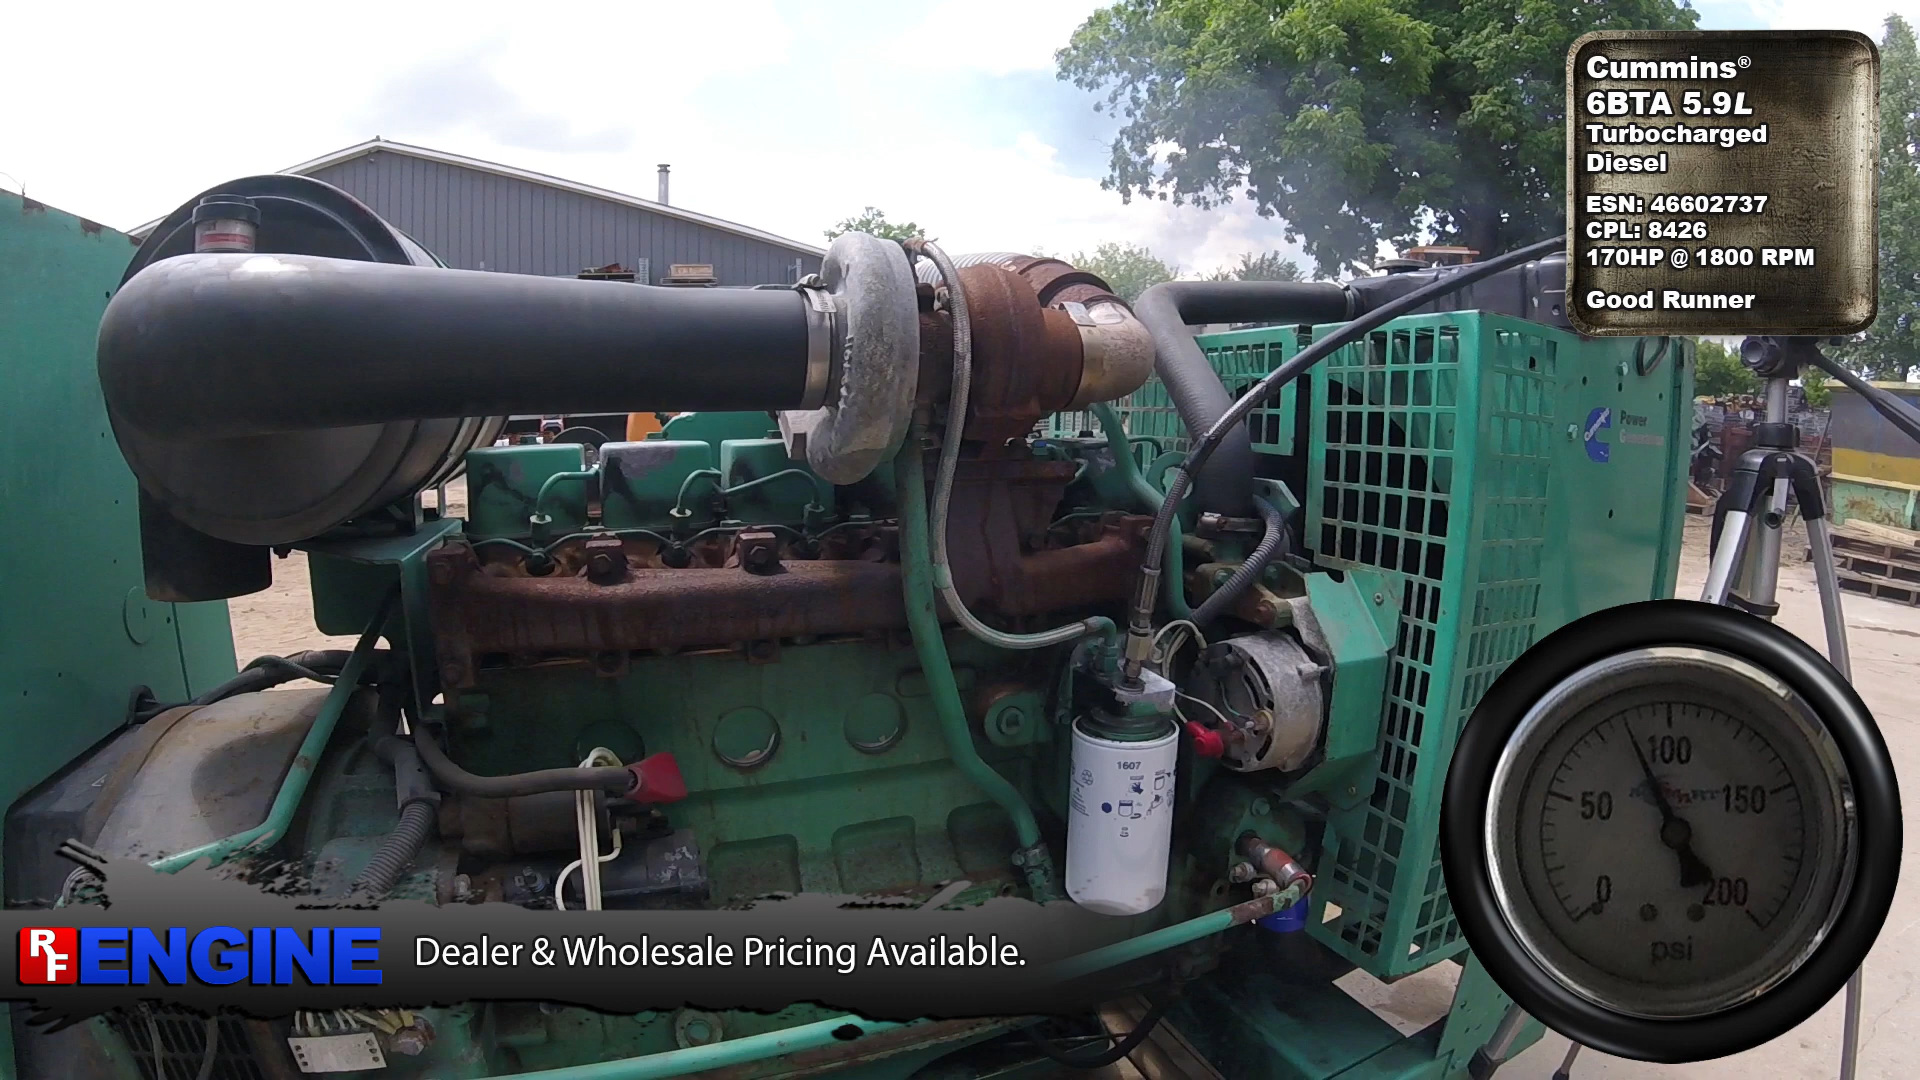 Cummins®
6BTA 5.9L
Turbocharged
Diesel
ESN: 46602737
CPL: 8426
170HP @ 1800 RPM
Good Runner
Power
Generation
1607
100
50
150
0
200
psi
RF ENGINE
Dealer & Wholesale Pricing Available.